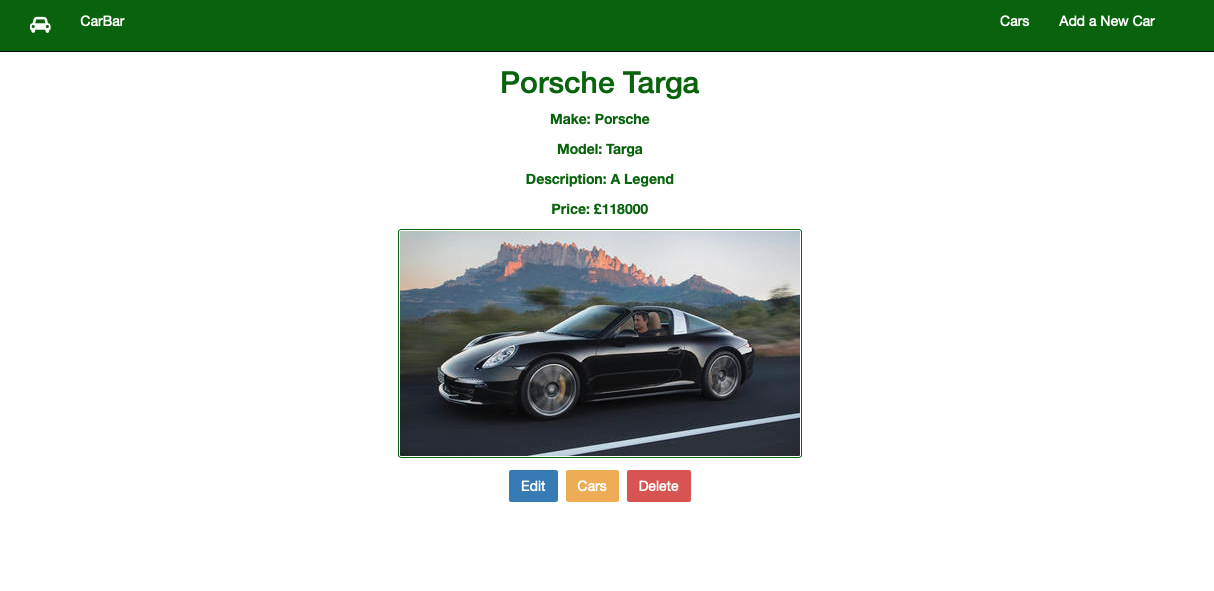 CarBar Cars Add a New Car
Porsche Targa
Make: Porsche
Model: Targa
Description: A Legend
Price: £118000
Edit Cars Delete